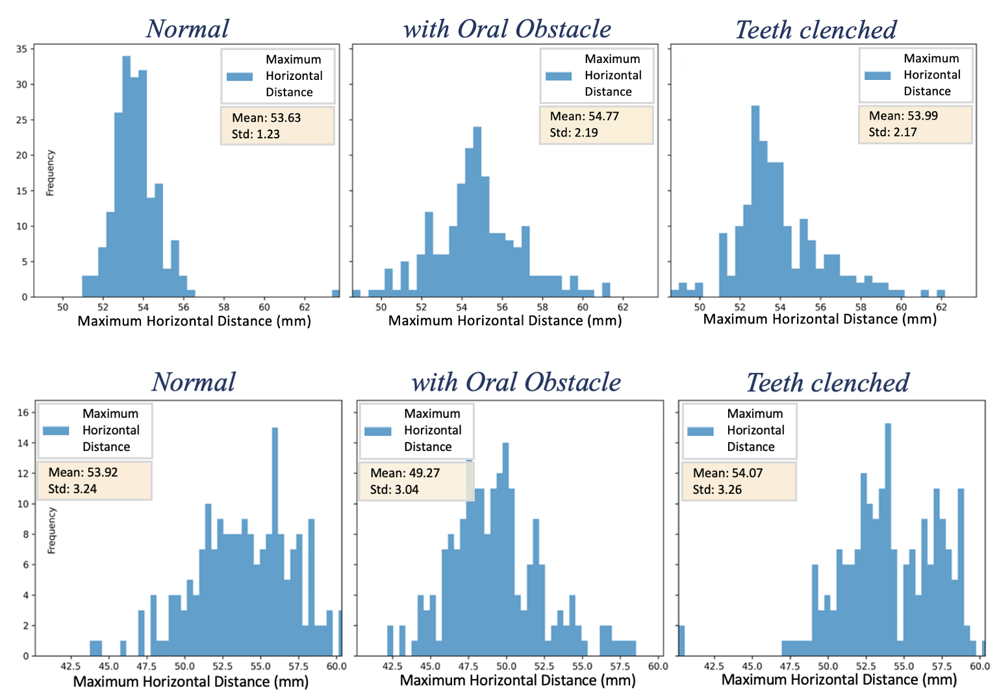 Normal
with Oral Obstacle
Teeth clenched
35
30
25
20
15
10
5
0
Frequency
Maximum
Horizontal
Distance
Mean: 53.63
Std: 1.23
50 52 54 56 58 60 62
Maximum Horizontal Distance (mm)
Maximum
Horizontal
Distance
Mean: 54.77
Std: 2.19
50 52 54 56 58 60 62
Maximum Horizontal Distance (mm)
Maximum
Horizontal
Distance
Mean: 53.99
Std: 2.17
50 52 54 56 58 60 62
Maximum Horizontal Distance (mm)
Normal
with Oral Obstacle
Teeth clenched
16
14
12
10
8
6
4
2
0
Frequency
Maximum
Horizontal
Distance
Mean: 53.92
Std: 3.24
42.5 45.0 47.5 50.0 52.5 55.0 57.5 60.0
Maximum Horizontal Distance (mm)
Maximum
Horizontal
Distance
Mean: 49.27
Std: 3.04
42.5 45.0 47.5 50.0 52.5 55.0 57.5 60.0
Maximum Horizontal Distance (mm)
Maximum
Horizontal
Distance
Mean: 54.07
Std: 3.26
42.5 45.0 47.5 50.0 52.5 55.0 57.5 60.0
Maximum Horizontal Distance (mm)